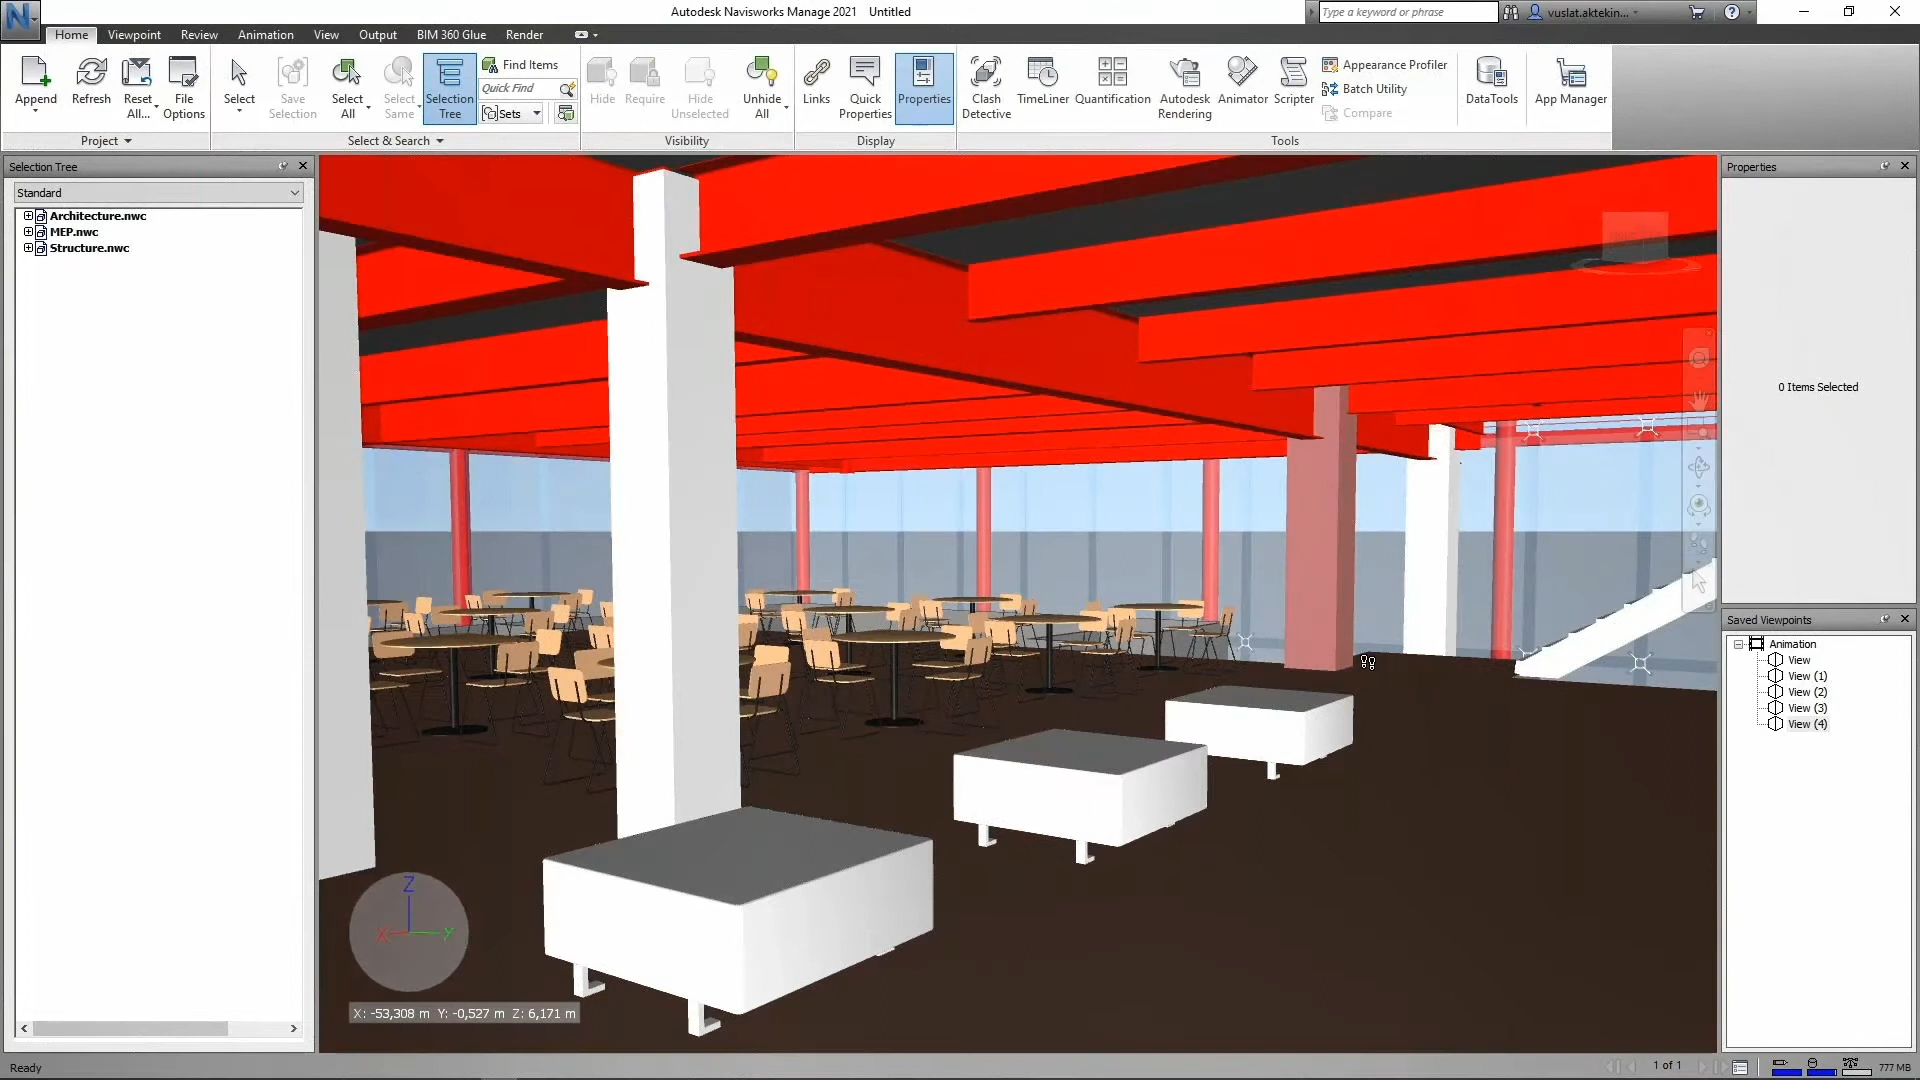 N
Autodesk Navisworks Manage 2021 Untitled
Type a keyword or phrase
vuslat.aktekin...
Home Viewpoint Review Animation View Output BIM 360 Glue Render
Append
Refresh
Reset All...
File Options
Select
Save Selection
Select All
Select Same
Selection Tree
Find Items
Quick Find
Sets
Hide
Require
Hide Unselected
Unhide All
Links
Quick Properties
Properties
Clash Detective
TimeLiner
Quantification
Autodesk Rendering
Animator
Scripter
Appearance Profiler
Batch Utility
Compare
DataTools
App Manager
Project
Select & Search
Visibility
Display
Tools
Selection Tree
Standard
Architecture.nwc
MEP.nwc
Structure.nwc
Z
X
Y
X: -53,308 m Y: -0,527 m Z: 6,171 m
Properties
0 Items Selected
Saved Viewpoints
Animation
View
View (1)
View (2)
View (3)
View (4)
Ready
1 of 1
777 MB